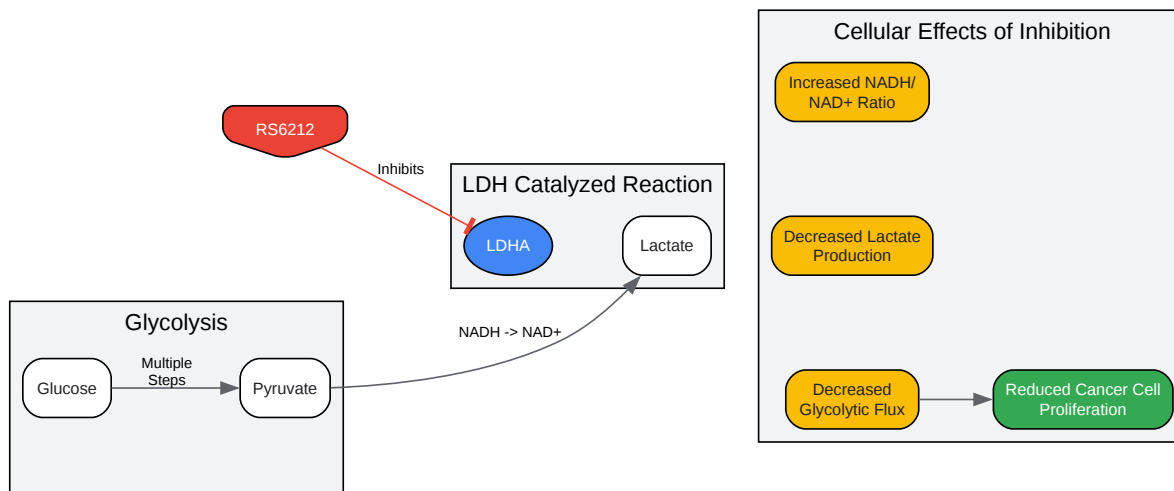 Cellular Effects of Inhibition
Increased NADH/
NAD+ Ratio
RS6212
Inhibits
LDH Catalyzed Reaction
LDHA
Lactate
Decreased Lactate
Production
Glycolysis
NADH -> NAD+
Multiple
Steps
Glucose
Pyruvate
Decreased
Glycolytic Flux
Reduced Cancer Cell
Proliferation